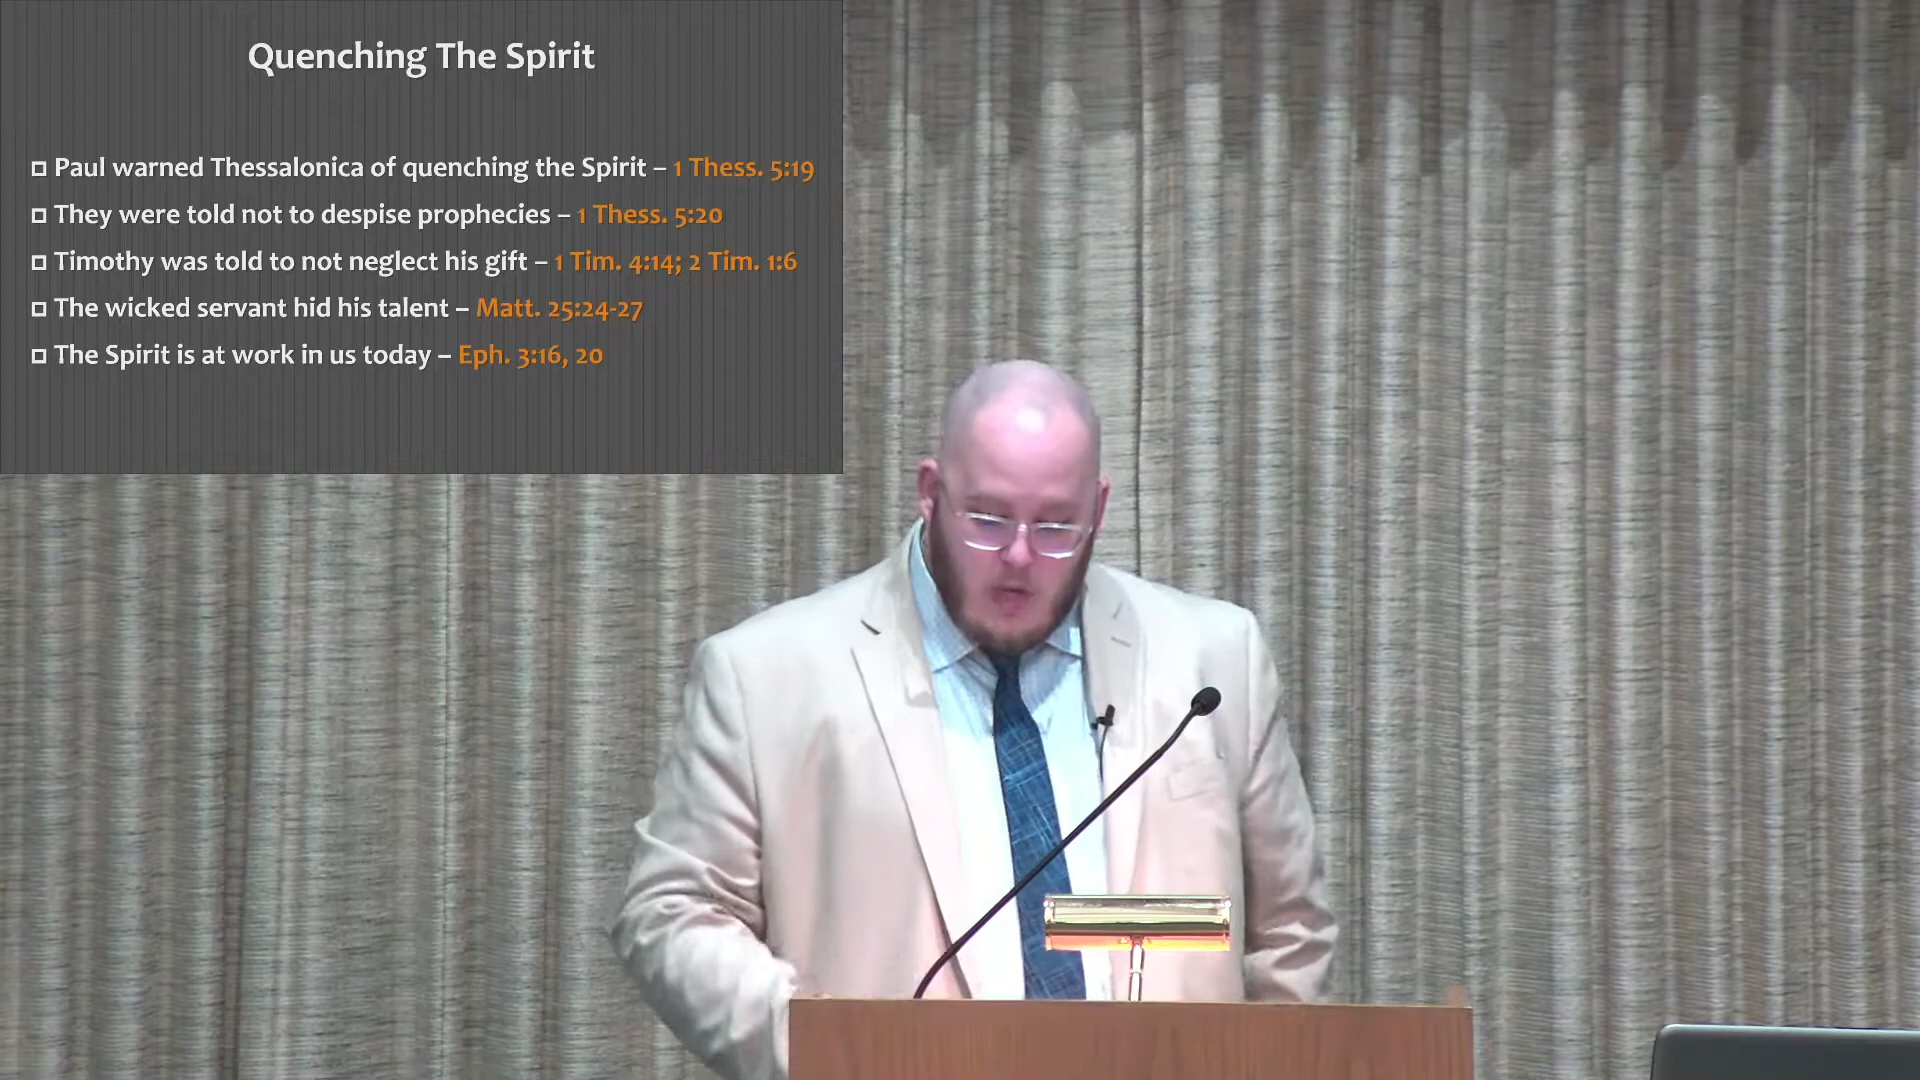 Quenching The Spirit
Paul warned Thessalonica of quenching the Spirit – 1 Thess. 5:19
They were told not to despise prophecies – 1 Thess. 5:20
Timothy was told to not neglect his gift – 1 Tim. 4:14; 2 Tim. 1:6
The wicked servant hid his talent – Matt. 25:24-27
The Spirit is at work in us today – Eph. 3:16, 20